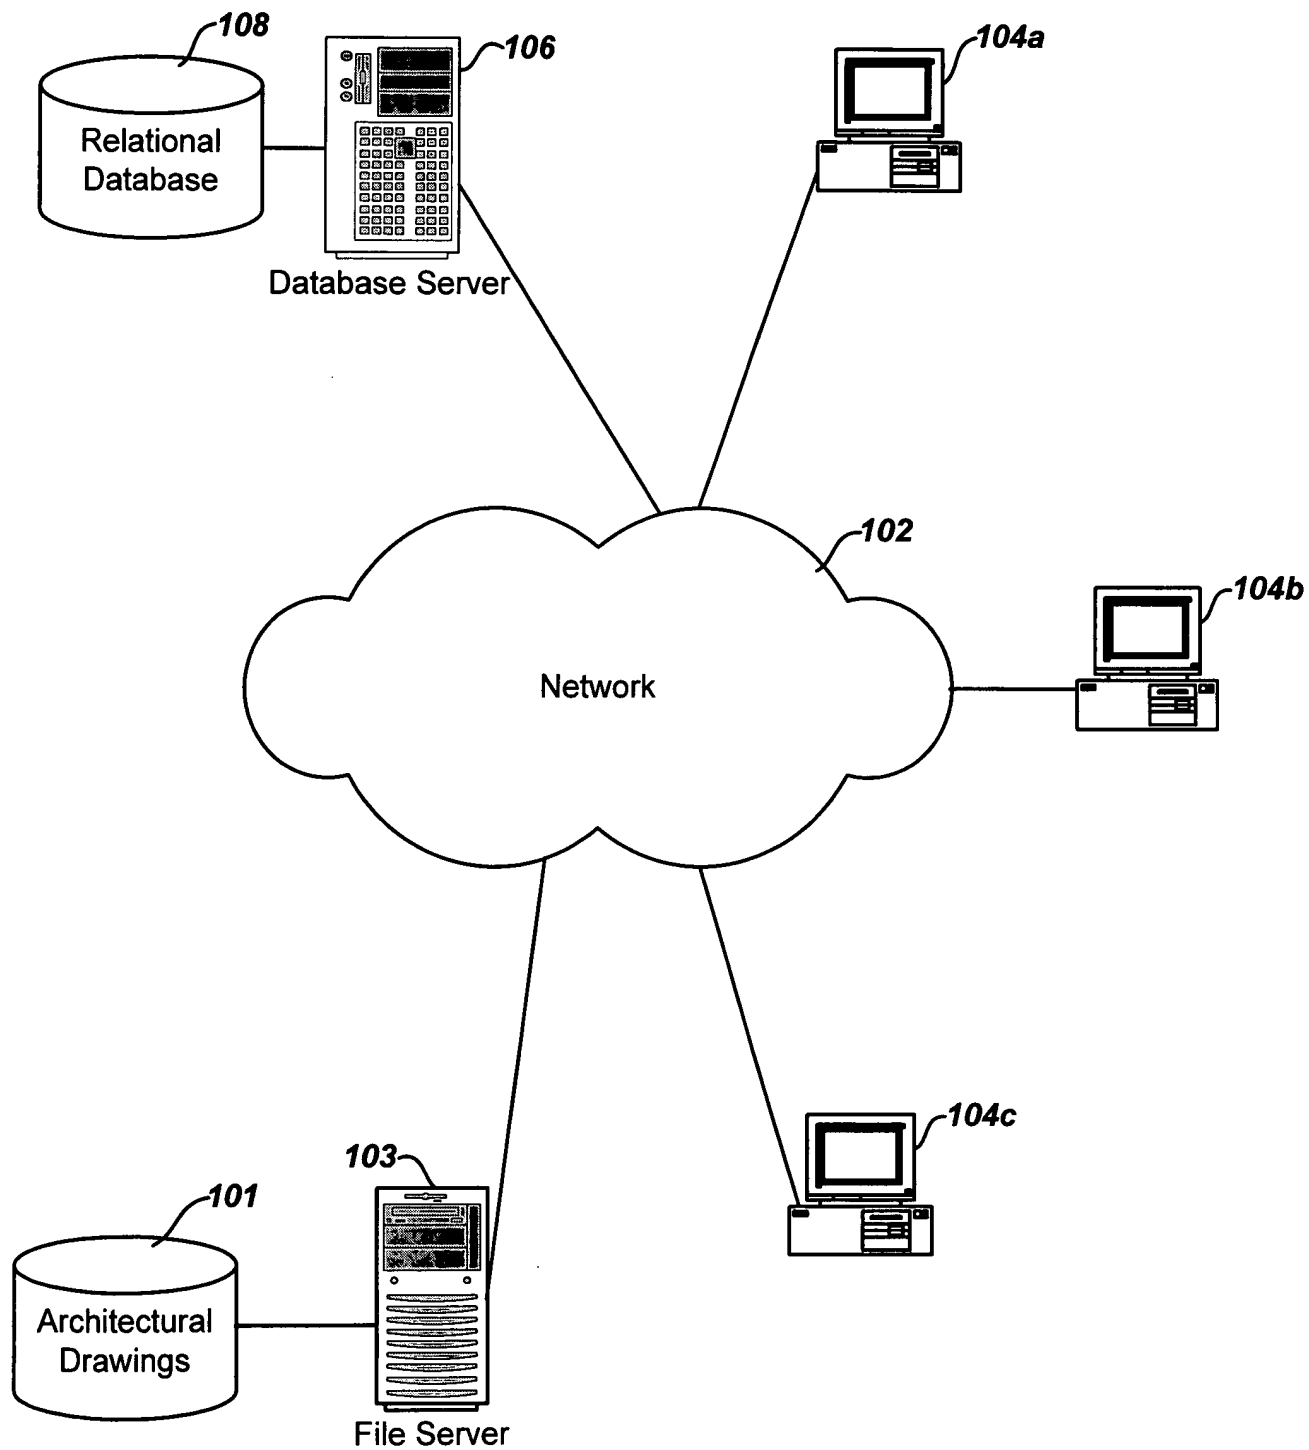 108
106
104a
Relational
Database
Database Server
102
104b
Network
104c
103
101
Architectural
Drawings
File Server